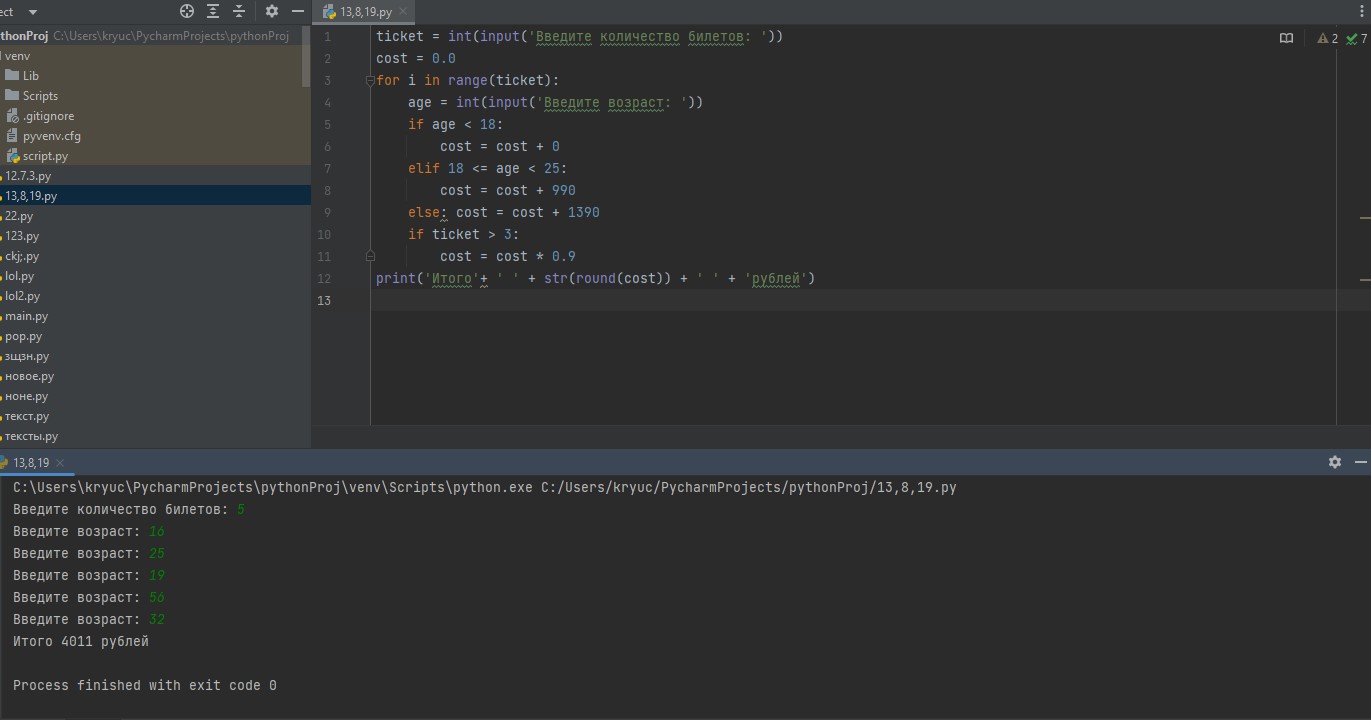 ect
13,8,19.py
thonProj C:\Users\kryuc\PycharmProjects\pythonProj
venv
Lib
Scripts
.gitignore
pyvenv.cfg
script.py
12.7.3.py
13,8,19.py
22.py
123.py
ckj;.py
lol.py
lol2.py
main.py
pop.py
зщзн.py
новое.py
ноне.py
текст.py
тексты.py
1 ticket = int(input('Введите количество билетов: '))
2 cost = 0.0
3 for i in range(ticket):
4 age = int(input('Введите возраст: '))
5 if age < 18:
6 cost = cost + 0
7 elif 18 <= age < 25:
8 cost = cost + 990
9 else: cost = cost + 1390
10 if ticket > 3:
11 cost = cost * 0.9
12 print('Итого'+ ' ' + str(round(cost)) + ' ' + 'рублей')
13
2 7
13,8,19
C:\Users\kryuc\PycharmProjects\pythonProj\venv\Scripts\python.exe C:/Users/kryuc/PycharmProjects/pythonProj/13,8,19.py
Введите количество билетов: 5
Введите возраст: 16
Введите возраст: 25
Введите возраст: 19
Введите возраст: 56
Введите возраст: 32
Итого 4011 рублей
Process finished with exit code 0